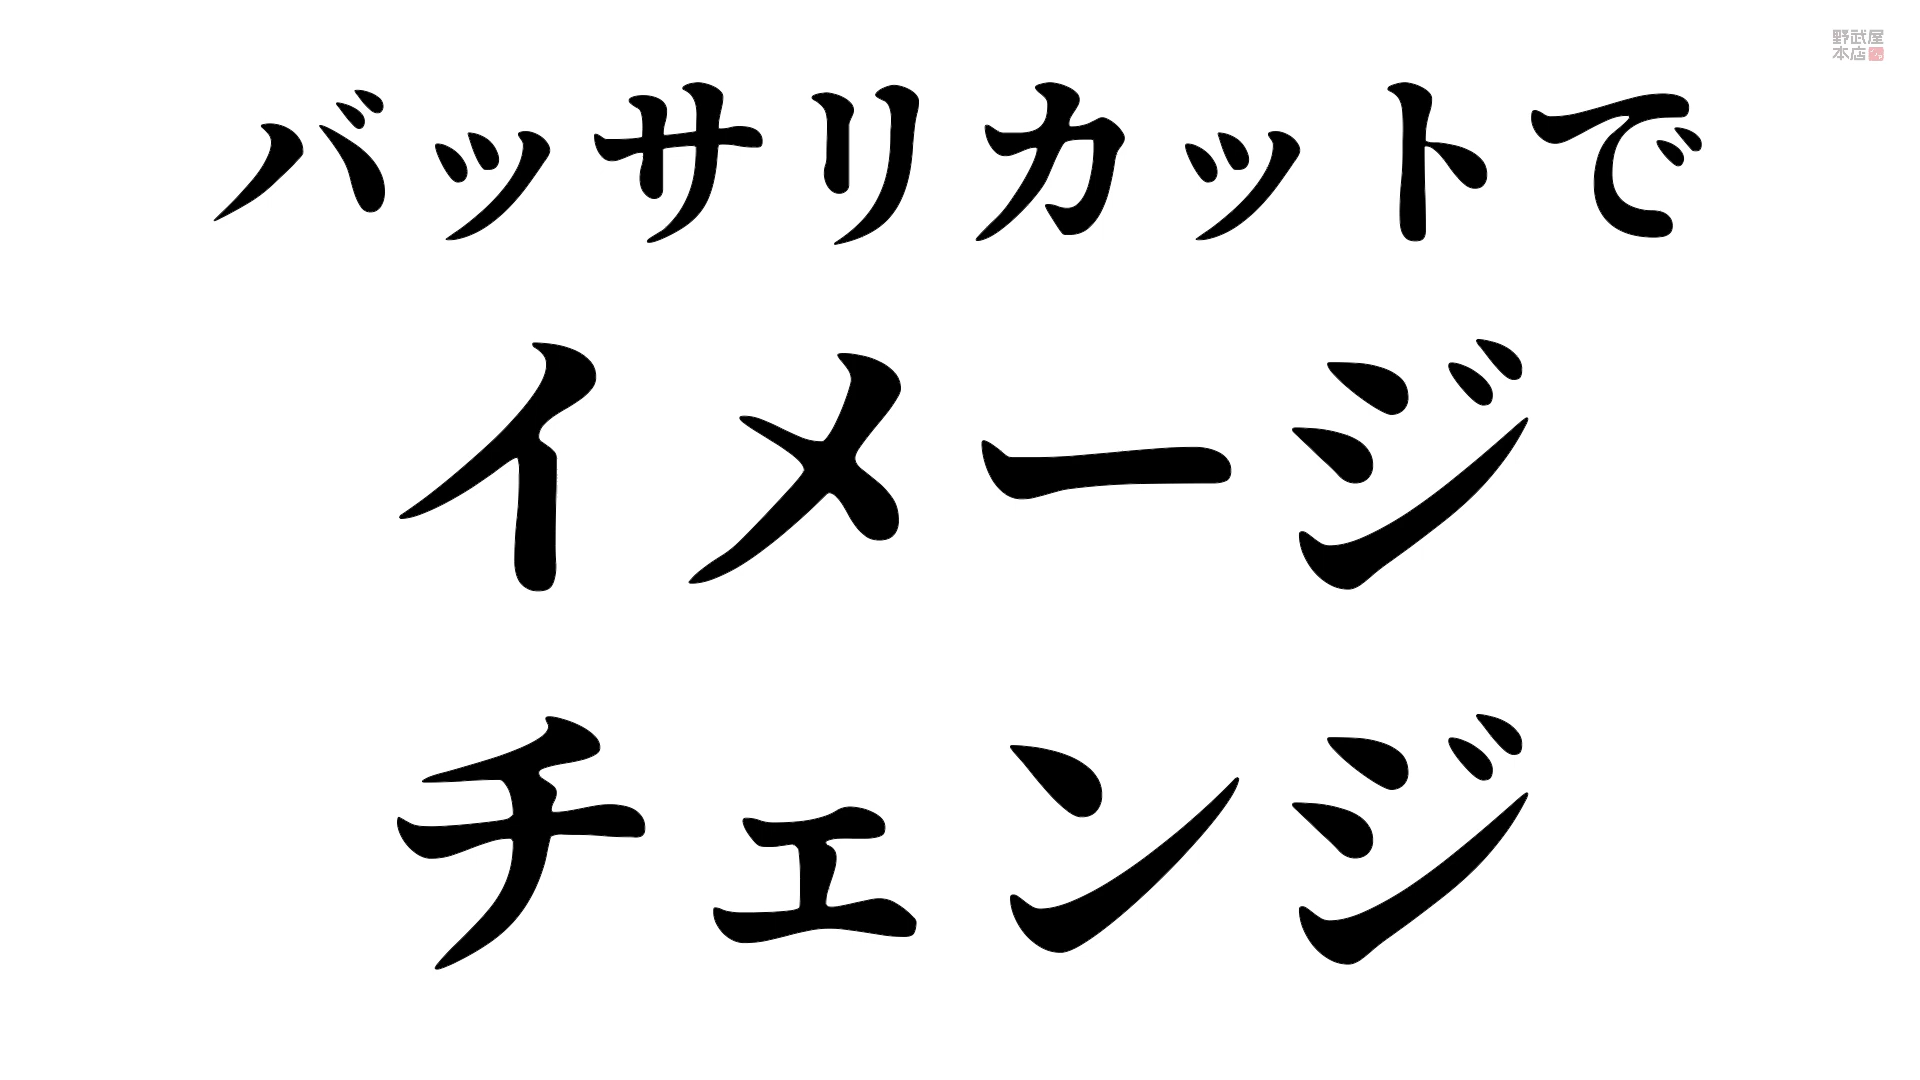 野武屋
本店
バッサリカットで
イメージ
チェンジ